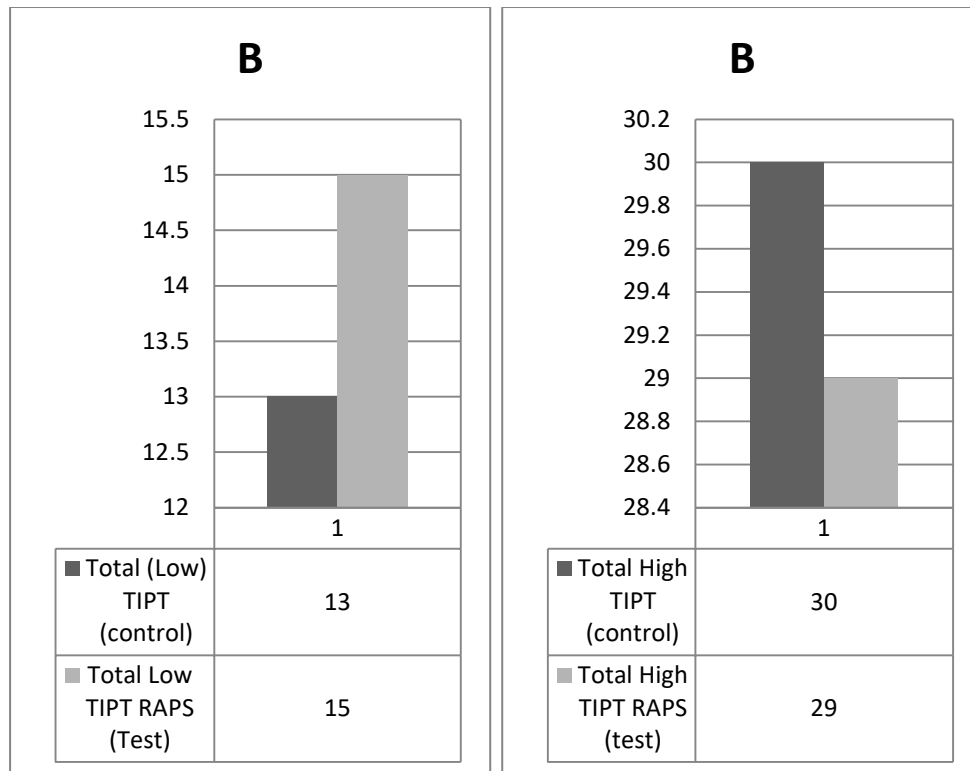 B
15.5
15
14.5
14
13.5
13
12.5
12
1
Total (Low)
TIPT
(control)
13
Total Low
TIPT RAPS
(Test)
15
B
30.2
30
29.8
29.6
29.4
29.2
29
28.8
28.6
28.4
1
Total High
TIPT
(control)
30
Total High
TIPT RAPS
(test)
29